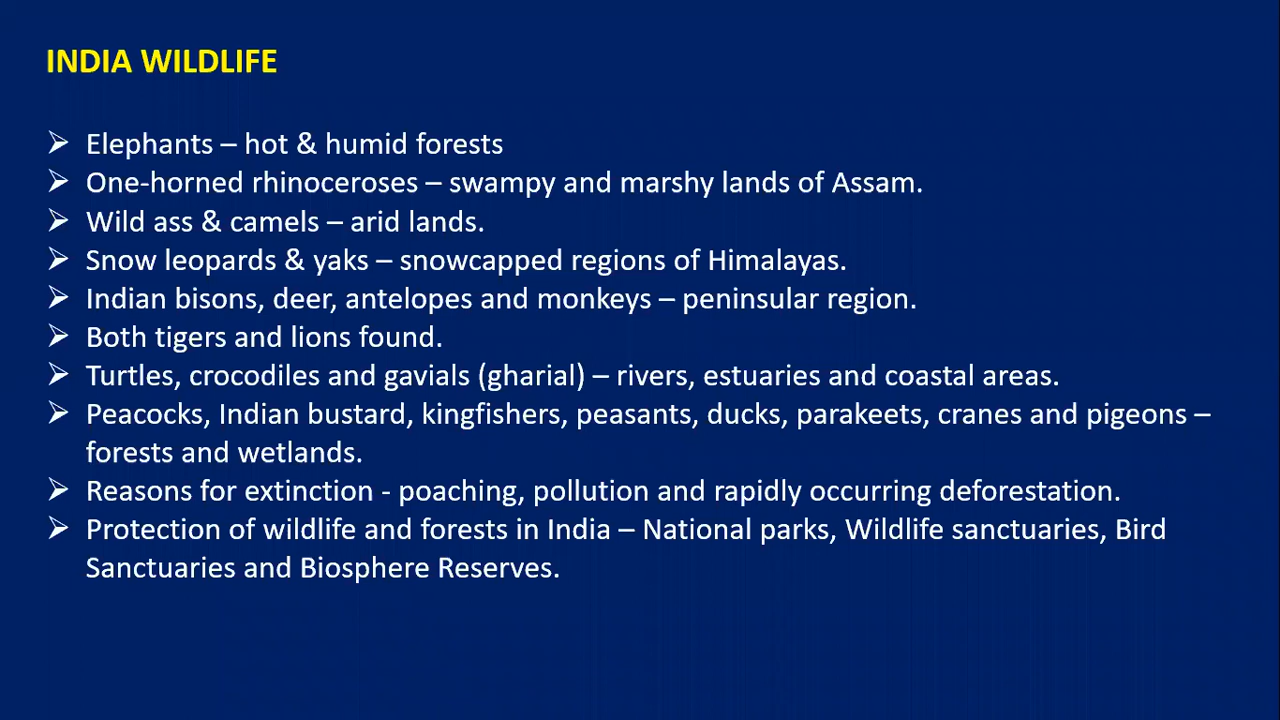 INDIA WILDLIFE
➢ Elephants – hot & humid forests
➢ One-horned rhinoceroses – swampy and marshy lands of Assam.
➢ Wild ass & camels – arid lands.
➢ Snow leopards & yaks – snowcapped regions of Himalayas.
➢ Indian bisons, deer, antelopes and monkeys – peninsular region.
➢ Both tigers and lions found.
➢ Turtles, crocodiles and gavials (gharial) – rivers, estuaries and coastal areas.
➢ Peacocks, Indian bustard, kingfishers, peasants, ducks, parakeets, cranes and pigeons –
forests and wetlands.
➢ Reasons for extinction - poaching, pollution and rapidly occurring deforestation.
➢ Protection of wildlife and forests in India – National parks, Wildlife sanctuaries, Bird
Sanctuaries and Biosphere Reserves.